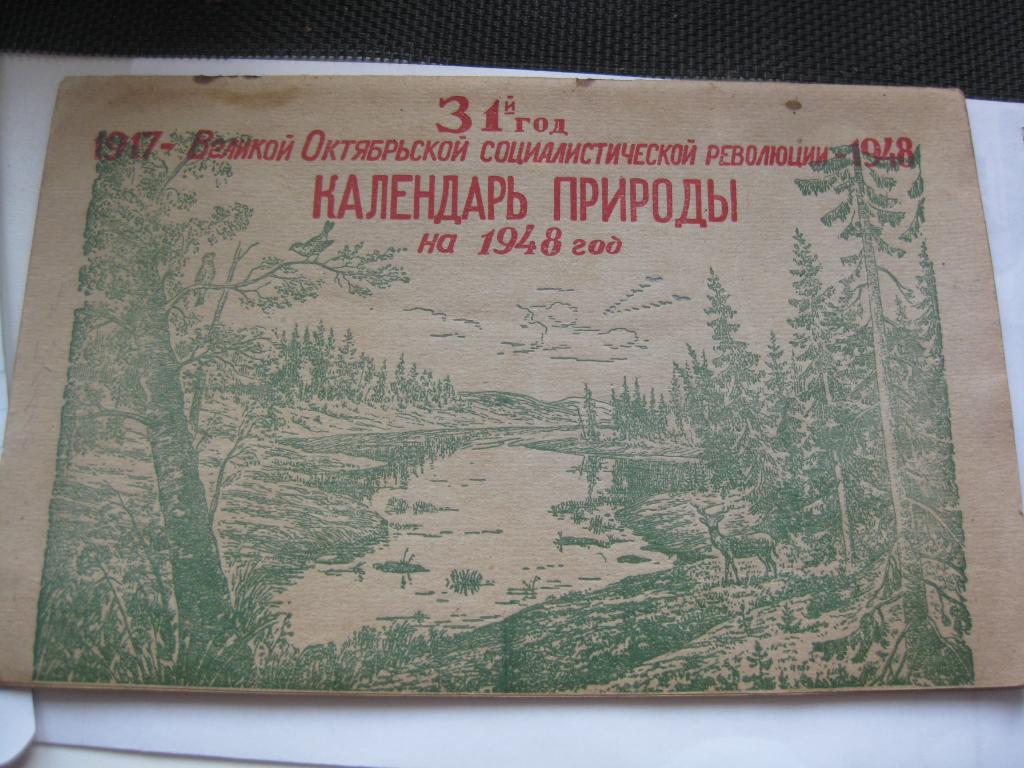 31й год
1917- Великой Октябрьской социалистической революции - 1948
КАЛЕНДАРЬ ПРИРОДЫ
на 1948 год